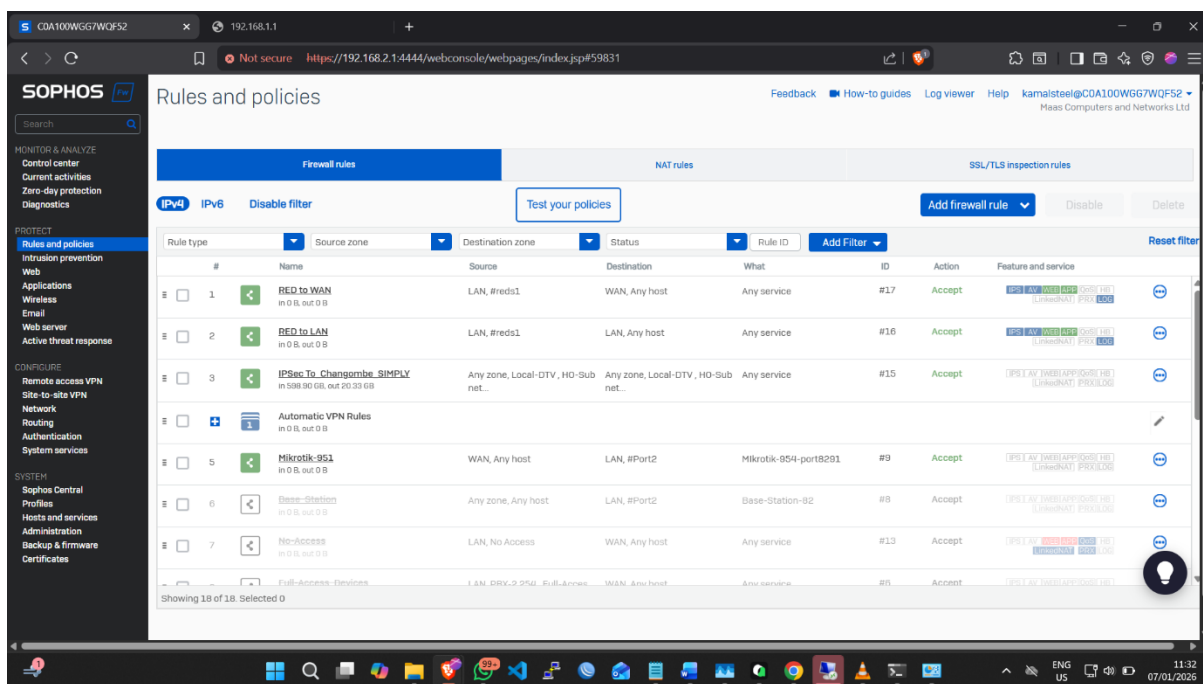 C0A100WGG7WQF52
192.168.1.1
Not secure https://192.168.2.1:4444/webconsole/webpages/index.jsp#59831
SOPHOS Fw
Search
MONITOR & ANALYZE
Control center
Current activities
Zero-day protection
Diagnostics
PROTECT
Rules and policies
Intrusion prevention
Web
Applications
Wireless
Email
Web server
Active threat response
CONFIGURE
Remote access VPN
Site-to-site VPN
Network
Routing
Authentication
System services
SYSTEM
Sophos Central
Profiles
Hosts and services
Administration
Backup & firmware
Certificates
Rules and policies
Feedback How-to guides Log viewer Help kamalsteel@C0A100WGG7WQF52
Maas Computers and Networks Ltd
Firewall rules NAT rules SSL/TLS inspection rules
IPv4 IPv6 Disable filter Test your policies Add firewall rule Disable Delete
Rule type Source zone Destination zone Status Rule ID Add Filter Reset filter
# Name Source Destination What ID Action Feature and service
1 RED to WAN LAN, #reds1 WAN, Any host Any service #17 Accept IPS AV WEB APP QoS HB
in 0 B, out 0 B LinkedNAT PRX LOG
2 RED to LAN LAN, #reds1 LAN, Any host Any service #16 Accept IPS AV WEB APP QoS HB
in 0 B, out 0 B LinkedNAT PRX LOG
3 IPSec To Changombe SIMPLY Any zone, Local-DTV , HO-Sub Any zone, Local-DTV , HO-Sub Any service #15 Accept IPS AV WEB APP QoS HB
in 598.90 GB, out 20.33 GB net... net... LinkedNAT PRX LOG
1 Automatic VPN Rules
in 0 B, out 0 B
5 Mikrotik-951 WAN, Any host LAN, #Port2 MIkrotik-954-port8291 #9 Accept IPS AV WEB APP QoS HB
in 0 B, out 0 B LinkedNAT PRX LOG
6 Base-Station Any zone, Any host LAN, #Port2 Base-Station-82 #8 Accept IPS AV WEB APP QoS HB
in 0 B, out 0 B LinkedNAT PRX LOG
7 No-Access LAN, No Access WAN, Any host Any service #13 Accept IPS AV WEB APP QoS HB
in 0 B, out 0 B LinkedNAT PRX LOG
Full-Access-Devices LAN, PBX-2.254, Full-Acces WAN, Any host Any service Accept
Showing 18 of 18. Selected 0
99+
ENG 11:32
US 07/01/2026